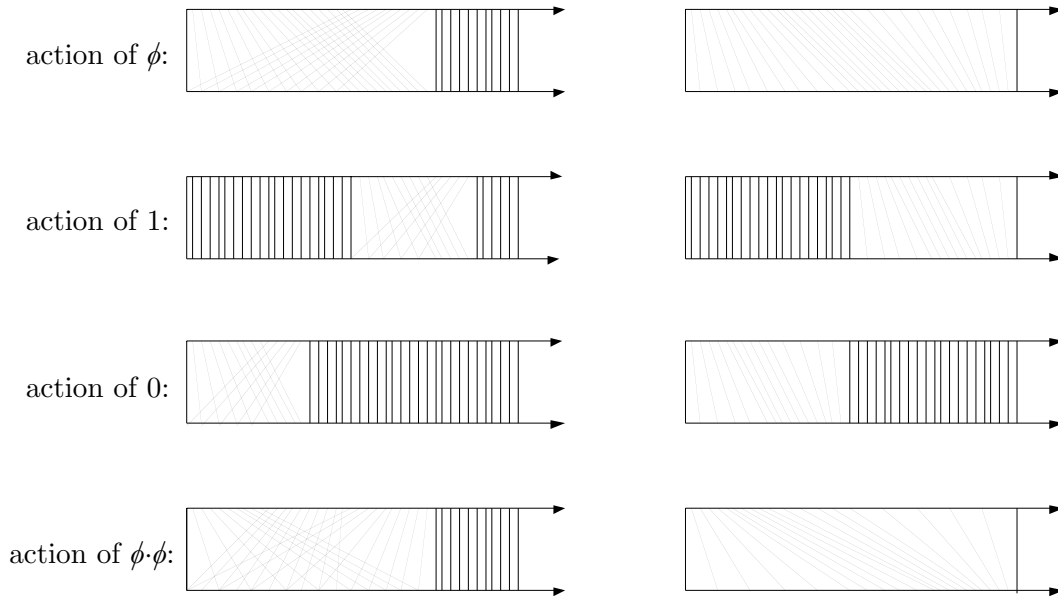 action of ϕ:
action of 1:
action of 0:
action of ϕ·ϕ: